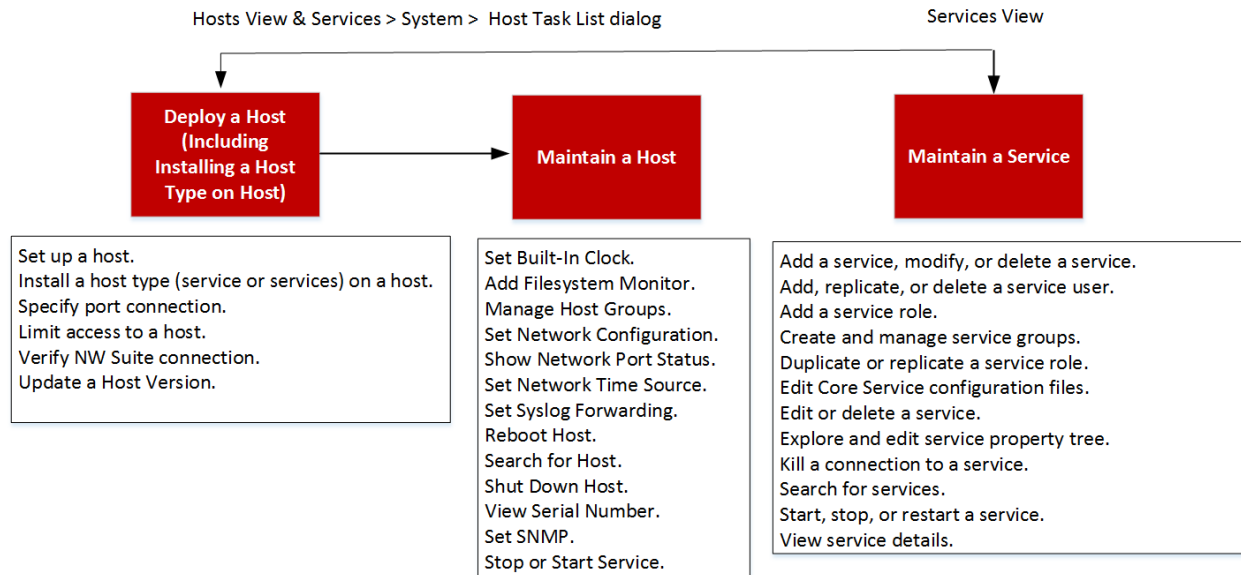 Hosts View & Services > System > Host Task List dialog
Services View
Deploy a Host
(Including
Installing a Host
Type on Host)
Maintain a Host
Maintain a Service
Set up a host.
Install a host type (service or services) on a host.
Specify port connection.
Limit access to a host.
Verify NW Suite connection.
Update a Host Version.
Set Built-In Clock.
Add Filesystem Monitor.
Manage Host Groups.
Set Network Configuration.
Show Network Port Status.
Set Network Time Source.
Set Syslog Forwarding.
Reboot Host.
Search for Host.
Shut Down Host.
View Serial Number.
Set SNMP.
Stop or Start Service.
Add a service, modify, or delete a service.
Add, replicate, or delete a service user.
Add a service role.
Create and manage service groups.
Duplicate or replicate a service role.
Edit Core Service configuration files.
Edit or delete a service.
Explore and edit service property tree.
Kill a connection to a service.
Search for services.
Start, stop, or restart a service.
View service details.